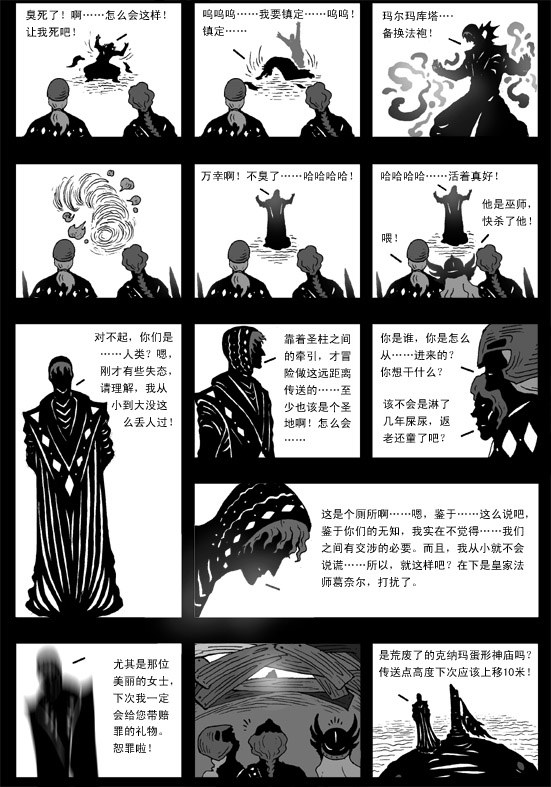 臭死了！啊……怎么会这样！
让我死吧！
呜呜呜……我要镇定……呜呜！
镇定……
玛尔玛库塔….
备换法袍！
万幸啊！不臭了……哈哈哈哈！
哈哈哈哈……活着真好！
他是巫师，
快杀了他！
喂！
对不起，你们是
……人类？嗯，
刚才有些失态，
请理解，我从
小到大没这
么丢人过！
靠着圣柱之间
的牵引，才冒
险做这远距离
传送的……至
少也该是个圣
地啊！怎么会
……
你是谁，你是怎么
从……进来的？
你想干什么？
该不会是淋了
几年屎尿，返
老还童了吧？
这是个厕所啊……嗯，鉴于……这么说吧，
鉴于你们的无知，我实在不觉得……我们
之间有交涉的必要。而且，我从小就不会
说谎……所以，就这样吧？在下是皇家法
师葛奈尔，打扰了。
尤其是那位
美丽的女士，
下次我一定
会给您带赔
罪的礼物。
恕罪啦！
是荒废了的克纳玛蛋形神庙吗？
传送点高度下次应该上移10米！